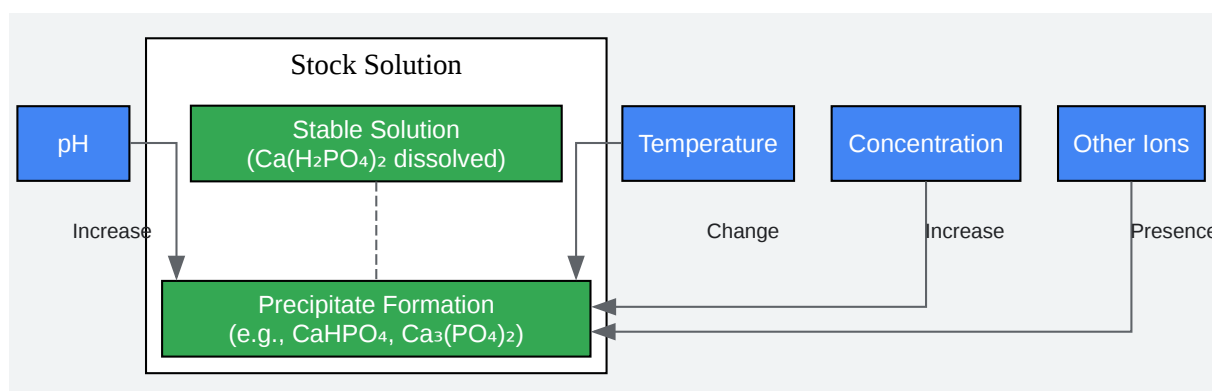 Stock Solution
pH
Stable Solution
(Ca(H₂PO₄)₂ dissolved)
Temperature
Concentration
Other Ions
Increase
Change
Increase
Presence
Precipitate Formation
(e.g., CaHPO₄, Ca₃(PO₄)₂)